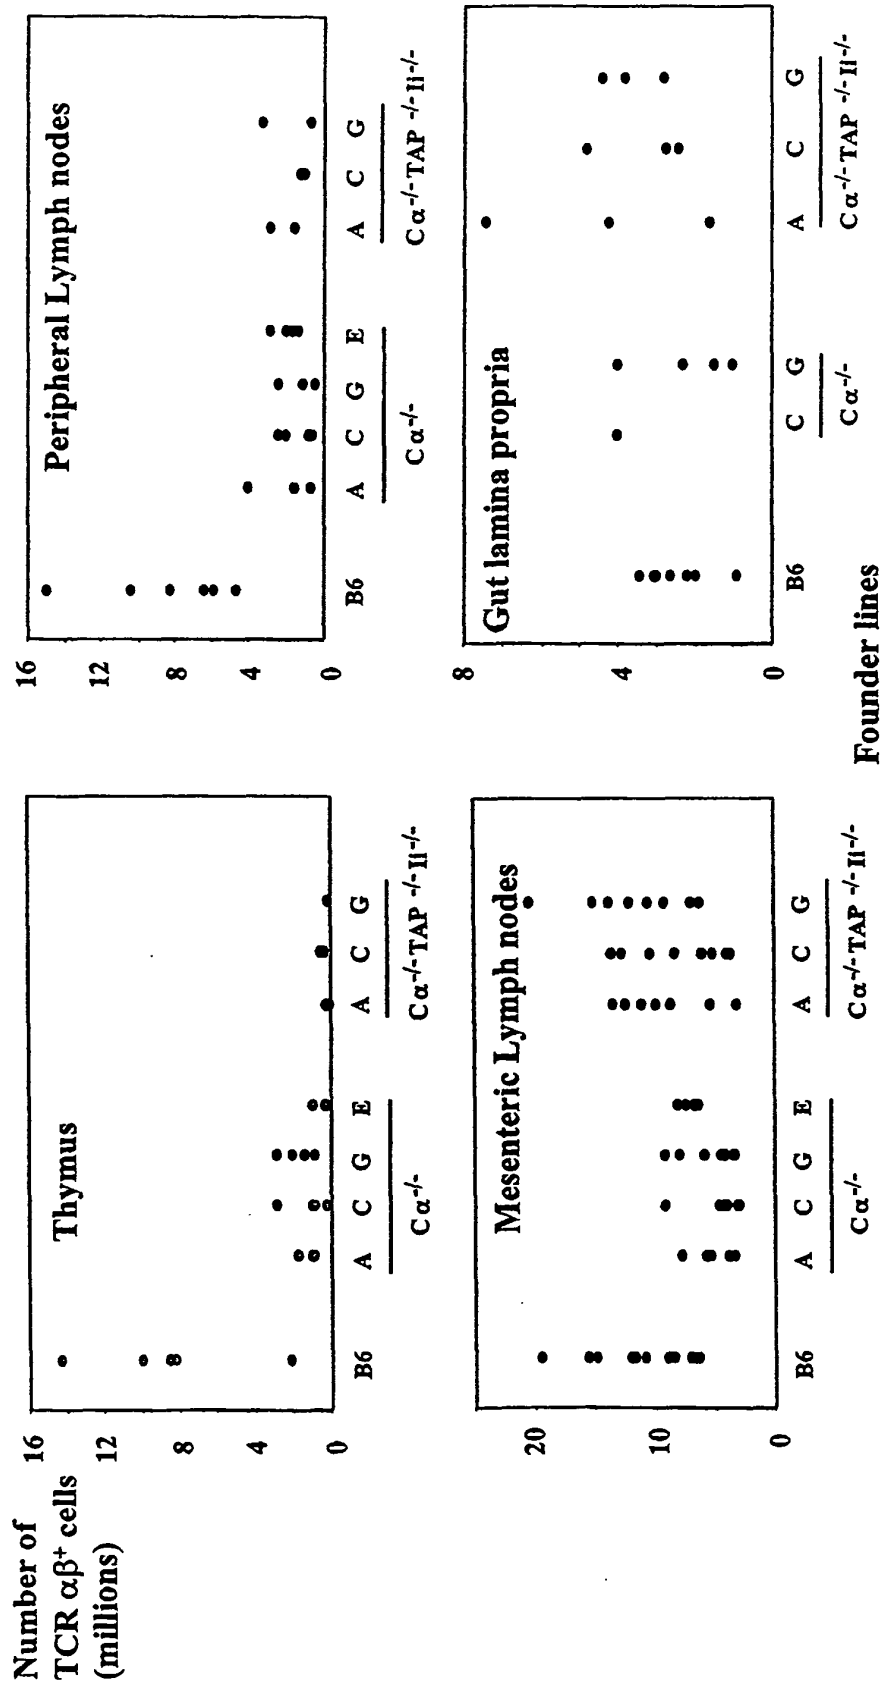 Number of
TCR αβ+ cells
(millions)
Thymus
16
12
8
4
0
B6 A C G E A C G
Cα-/- Cα-/-TAP -/-Ii-/-
Peripheral Lymph nodes
16
12
8
4
0
B6 A C G E A C G
Cα-/- Cα-/-TAP -/-Ii-/-
Mesenteric Lymph nodes
20
10
0
B6 A C G E A C G
Cα-/- Cα-/-TAP -/-Ii-/-
Gut lamina propria
8
4
0
B6 C G A C G
Cα-/- Cα-/-TAP -/-Ii-/-
Founder lines